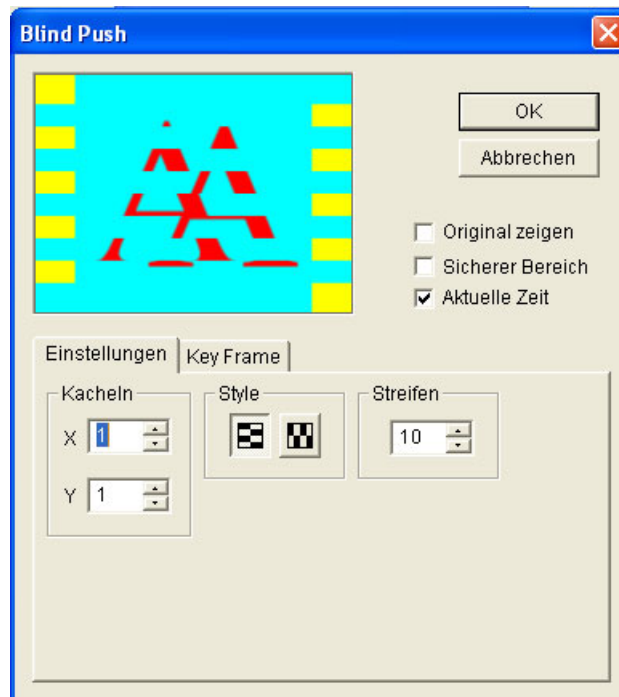 Blind Push
OK
Abbrechen
Original zeigen
Sicherer Bereich
Aktuelle Zeit
Einstellungen
Key Frame
Kacheln
X 1
Y 1
Style
Streifen
10